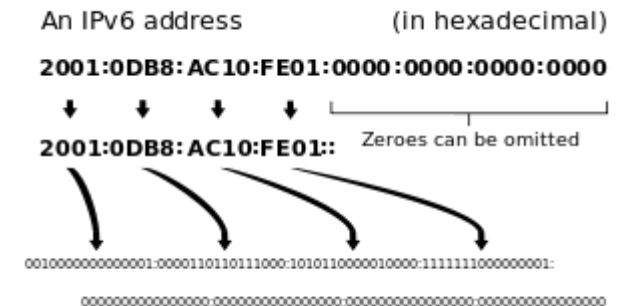 An IPv6 address (in hexadecimal)
2001:0DB8:AC10:FE01:0000:0000:0000:0000
2001:0DB8:AC10:FE01::
Zeroes can be omitted
0010000000000001:0000110110111000:1010110000010000:1111111000000001:
0000000000000000:0000000000000000:0000000000000000:0000000000000000